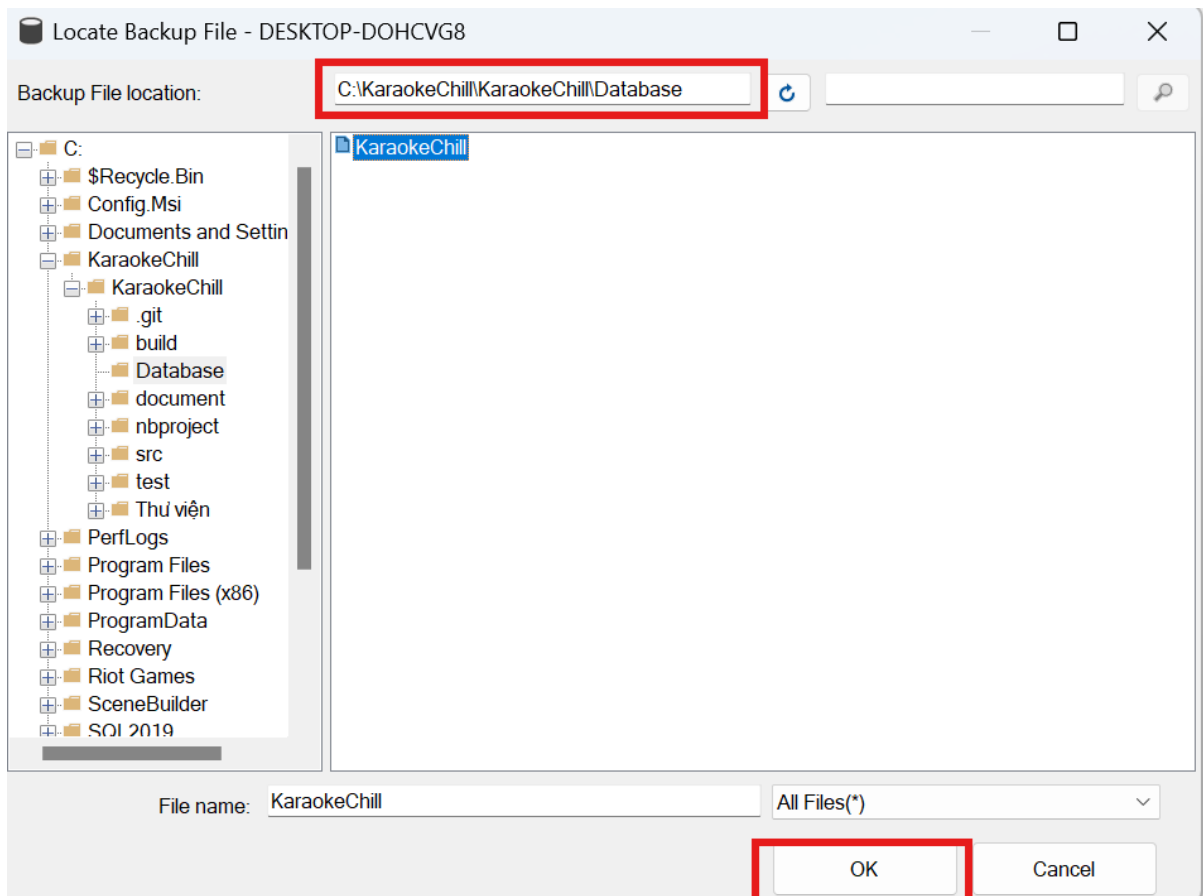 Locate Backup File - DESKTOP-DOHCVG8
Backup File location:
C:\KaraokeChill\KaraokeChill\Database
C:
$Recycle.Bin
Config.Msi
Documents and Settin
KaraokeChill
KaraokeChill
.git
build
Database
document
nbproject
src
test
Thư viện
PerfLogs
Program Files
Program Files (x86)
ProgramData
Recovery
Riot Games
SceneBuilder
SQL2019
KaraokeChill
File name:
KaraokeChill
All Files(*)
OK
Cancel